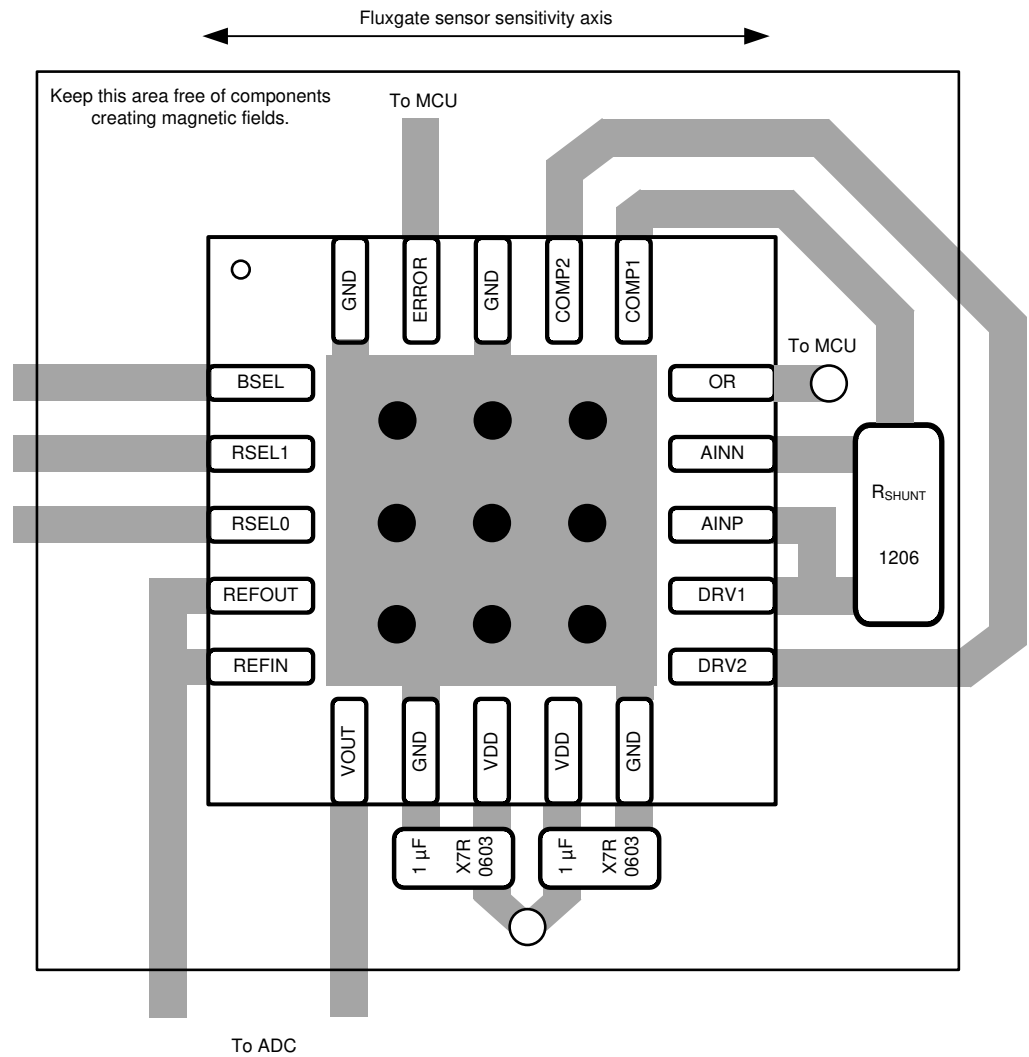 Fluxgate sensor sensitivity axis
Keep this area free of components
creating magnetic fields.
To MCU
GND
ERROR
GND
COMP2
COMP1
To MCU
BSEL
OR
RSEL1
AINN
RSHUNT
1206
RSEL0
AINP
REFOUT
DRV1
REFIN
DRV2
VOUT
GND
VDD
VDD
GND
1 µF
X7R
0603
1 µF
X7R
0603
To ADC